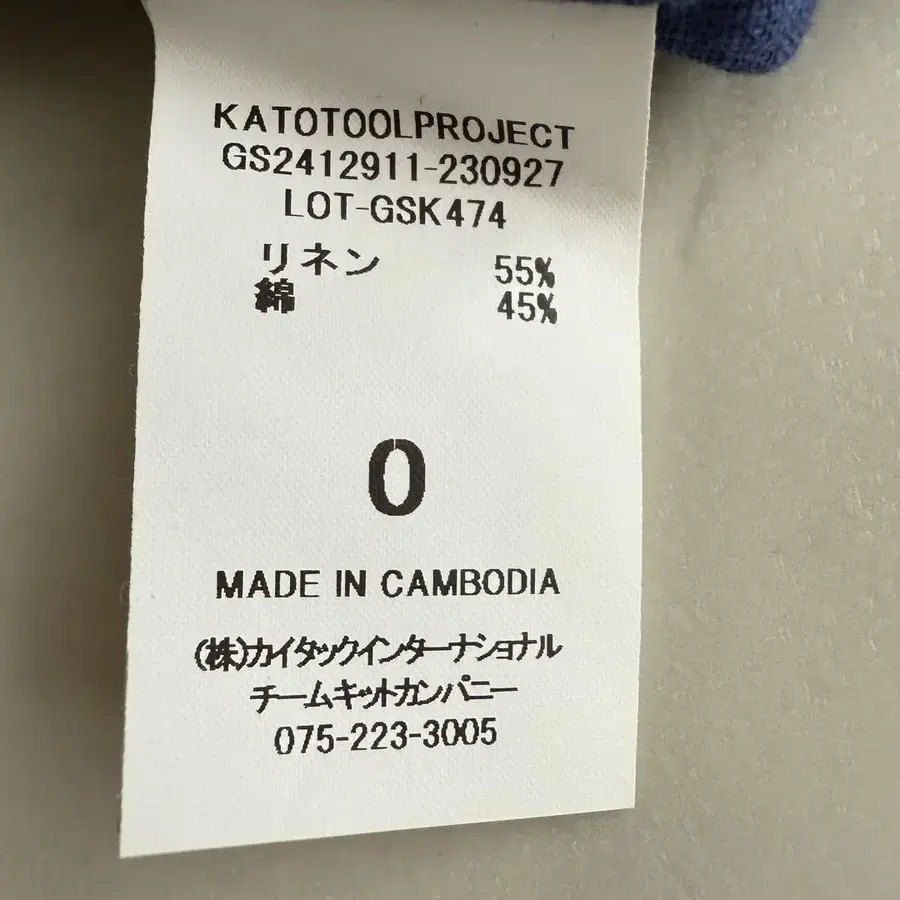 KATOTOOLPROJECT
GS2412911-230927
LOT-GSK474
リネン 55%
綿 45%
0
MADE IN CAMBODIA
(株)カイタックインターナショナル
チームキットカンパニー
075-223-3005